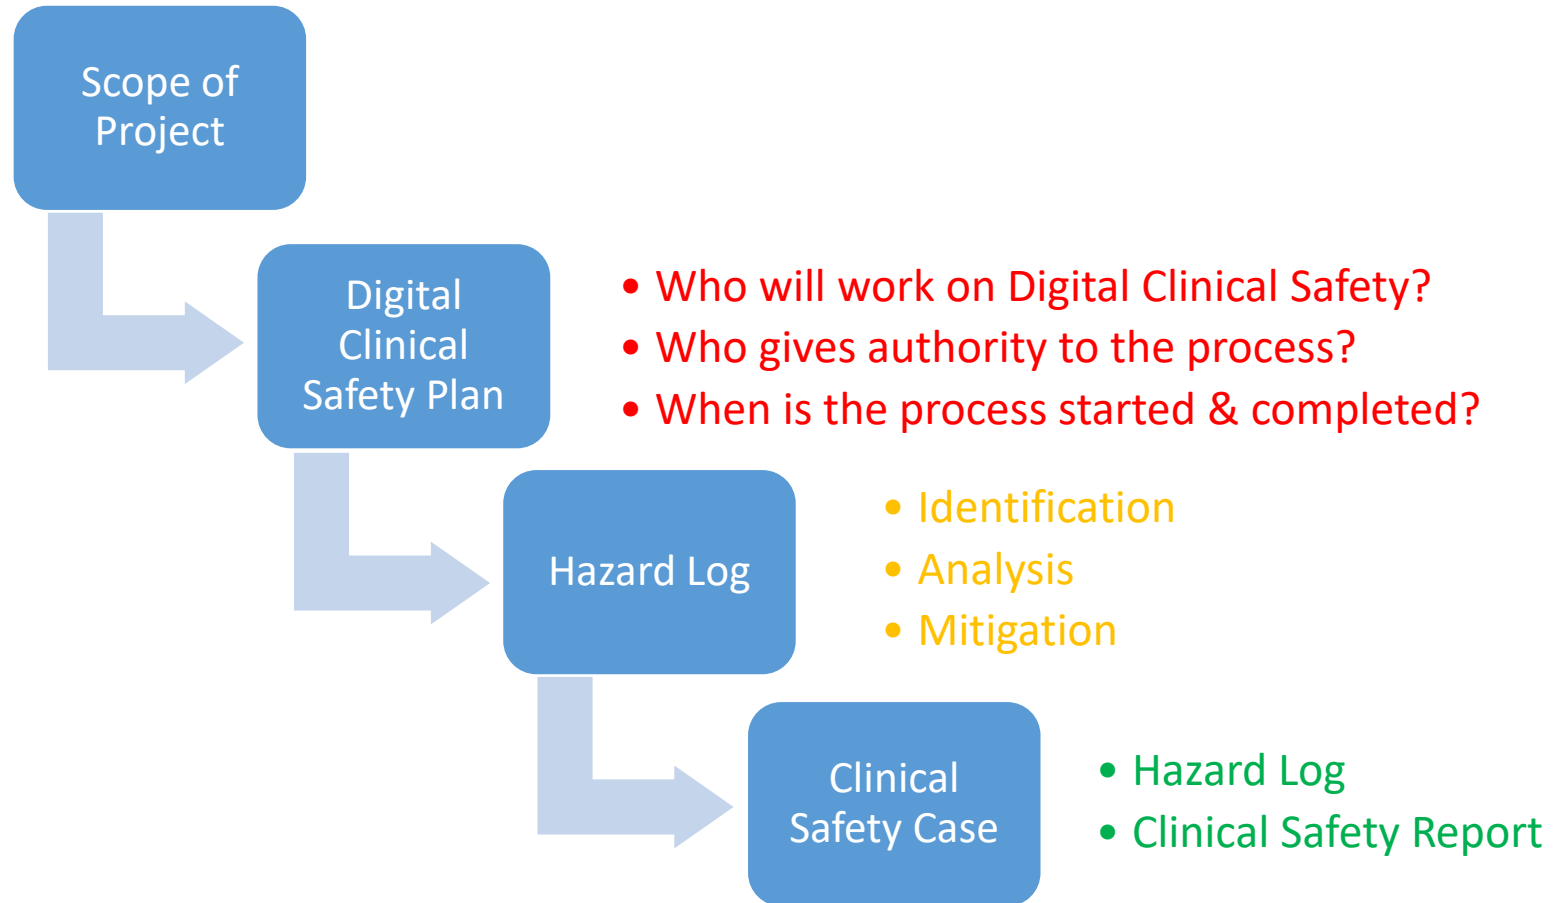 Scope of
Project
Digital
Clinical
Safety Plan
• Who will work on Digital Clinical Safety?
• Who gives authority to the process?
• When is the process started & completed?
Hazard Log
• Identification
• Analysis
• Mitigation
Clinical
Safety Case
• Hazard Log
• Clinical Safety Report